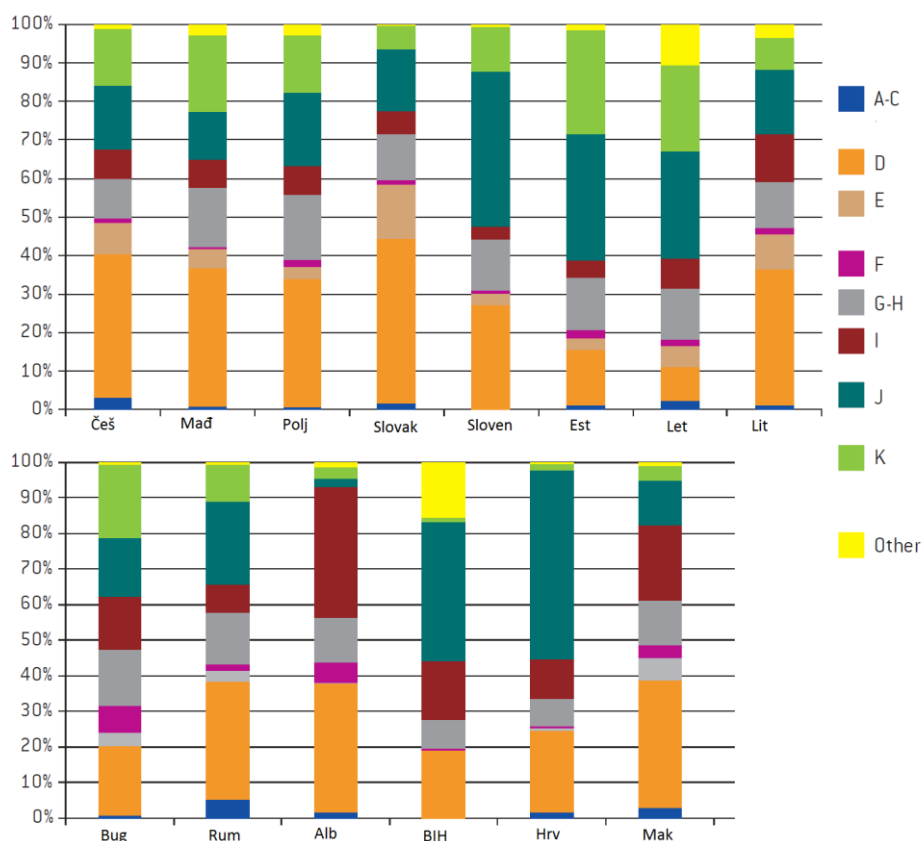 100%
90%
80%
70%
60%
50%
40%
30%
20%
10%
0%
Češ Mađ Polj Slovak Sloven Est Let Lit
A-C
D
E
F
G-H
I
J
K
Other
100%
90%
80%
70%
60%
50%
40%
30%
20%
10%
0%
Bug Rum Alb BIH Hrv Mak